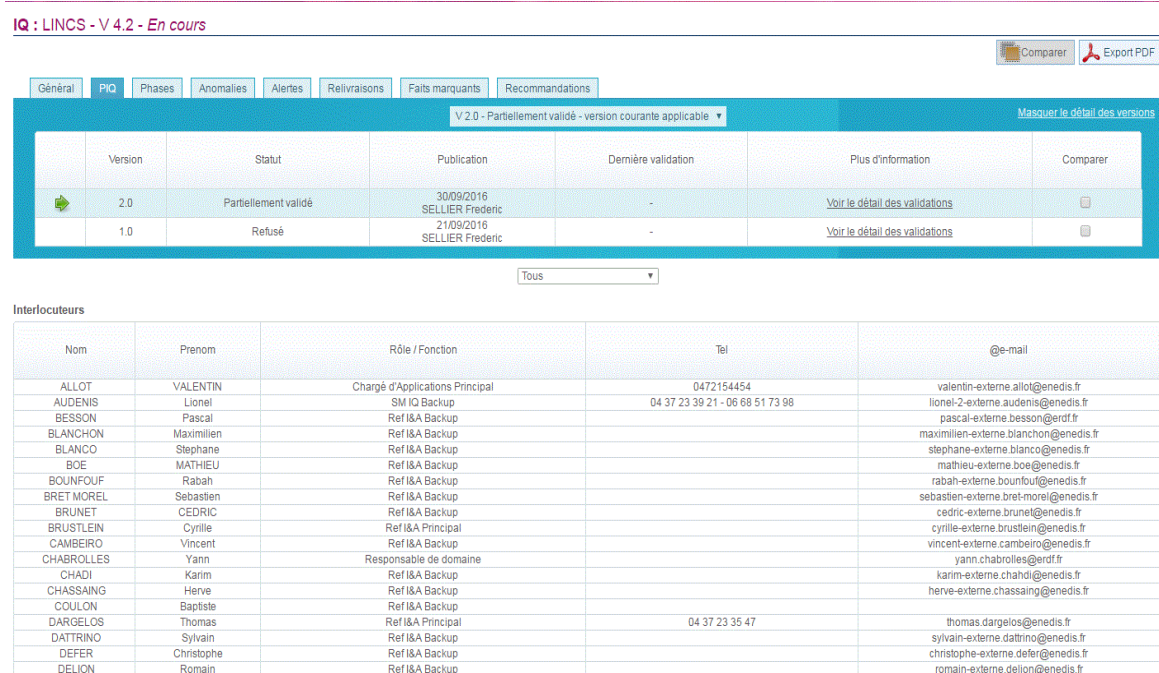 IQ : LINCS - V 4.2 - En cours
Comparer Export PDF
Général PIQ Phases Anomalies Alertes Relivraisons Faits marquants Recommandations
V 2.0 - Partiellement validé - version courante applicable Masquer le détail des versions
Version Statut Publication Dernière validation Plus d'information Comparer
2.0 Partiellement validé 30/09/2016 - Voir le détail des validations
SELLIER Frederic
1.0 Refusé 21/09/2016 - Voir le détail des validations
SELLIER Frederic
Tous
Interlocuteurs
Nom Prenom Rôle / Fonction Tel @e-mail
ALLOT VALENTIN Chargé d'Applications Principal 0472154454 valentin-externe.allot@enedis.fr
AUDENIS Lionel SM IQ Backup 04 37 23 39 21 - 06 68 51 73 98 lionel-2-externe.audenis@enedis.fr
BESSON Pascal Ref I&A Backup pascal-externe.besson@erdf.fr
BLANCHON Maximilien Ref I&A Backup maximilien-externe.blanchon@enedis.fr
BLANCO Stephane Ref I&A Backup stephane-externe.blanco@enedis.fr
BOE MATHIEU Ref I&A Backup mathieu-externe.boe@enedis.fr
BOUNFOUF Rabah Ref I&A Backup rabah-externe.bounfouf@enedis.fr
BRET MOREL Sebastien Ref I&A Backup sebastien-externe.bret-morel@enedis.fr
BRUNET CEDRIC Ref I&A Backup cedric-externe.brunet@enedis.fr
BRUSTLEIN Cyrille Ref I&A Principal cyrille-externe.brustlein@enedis.fr
CAMBEIRO Vincent Ref I&A Backup vincent-externe.cambeiro@enedis.fr
CHABROLLES Yann Responsable de domaine yann.chabrolles@erdf.fr
CHADI Karim Ref I&A Backup karim-externe.chahdi@enedis.fr
CHASSAING Herve Ref I&A Backup herve-externe.chassaing@enedis.fr
COULON Baptiste Ref I&A Backup
DARGELOS Thomas Ref I&A Principal 04 37 23 35 47 thomas.dargelos@enedis.fr
DATTRINO Sylvain Ref I&A Backup sylvain-externe.dattrino@enedis.fr
DEFER Christophe Ref I&A Backup christophe-externe.defer@enedis.fr
DELION Romain Ref I&A Backup romain-externe.delion@enedis.fr